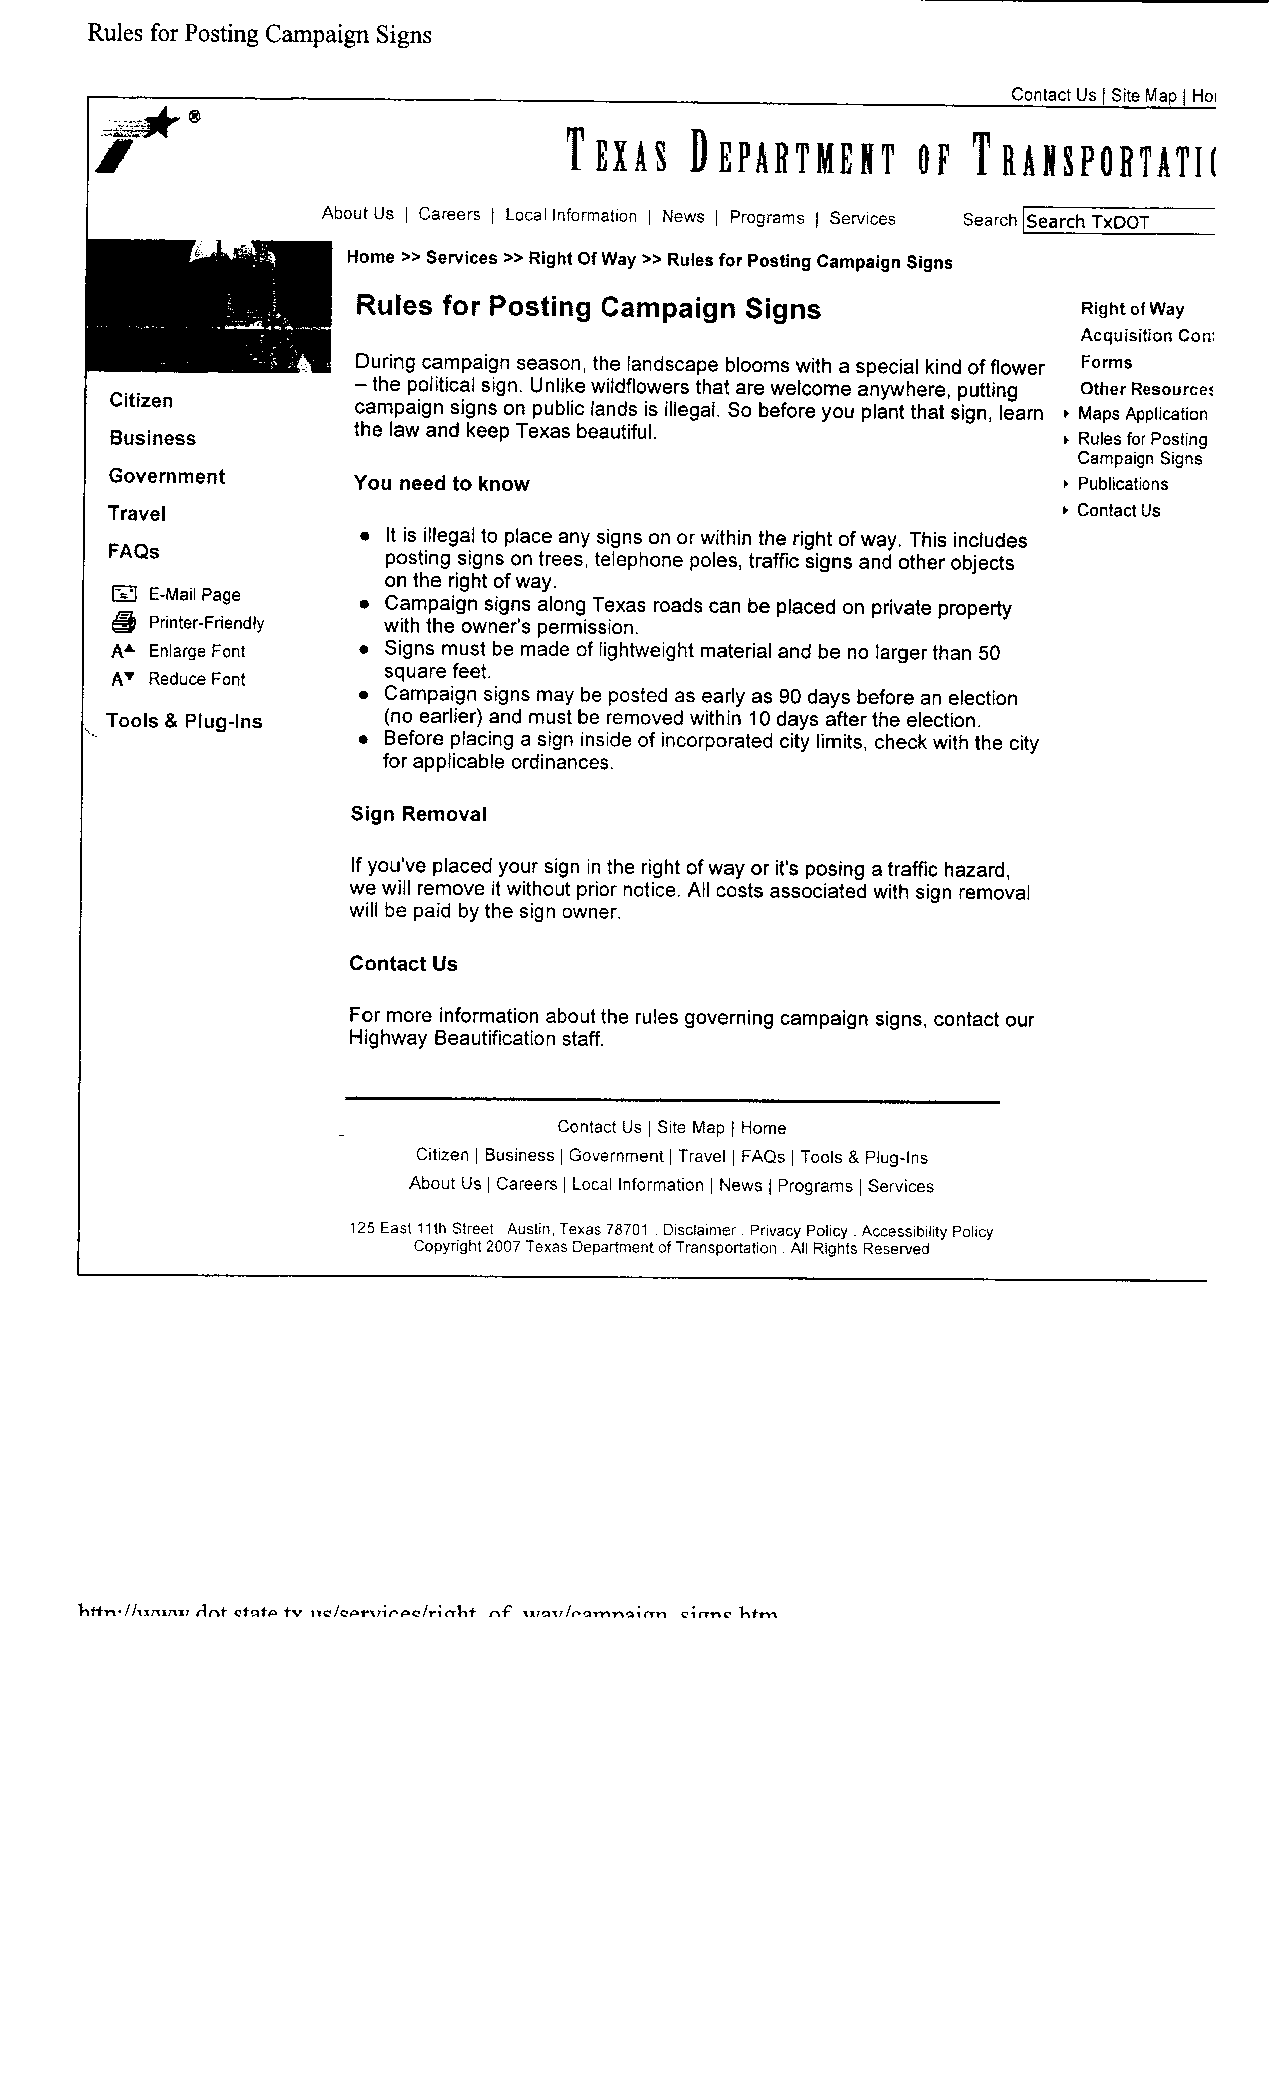 Rules for Posting Campaign Signs
Contact Us | Site Map |
®
TEXAS DEPARTMENT OF
About Us | Careers | Local Information | News | Programs | Services
Search Search TxDOT
Home >> Services >> Right Of Way >> Rules for Posting Campaign Signs
Rules for Posting Campaign Signs
During campaign season, the landscape blooms with a special kind of flower
– the political sign. Unlike wildflowers that are welcome anywhere, putting
campaign signs on public lands is illegal. So before you plant that sign, learn
the law and keep Texas beautiful.
You need to know
● It is illegal to place any signs on or within the right of way. This includes
posting signs on trees, telephone poles, traffic signs and other objects
on the right of way.
● Campaign signs along Texas roads can be placed on private property
with the owner's permission.
● Signs must be made of lightweight material and be no larger than 50
square feet.
● Campaign signs may be posted as early as 90 days before an election
(no earlier) and must be removed within 10 days after the election.
● Before placing a sign inside of incorporated city limits, check with the city
for applicable ordinances.
Sign Removal
If you've placed your sign in the right of way or it's posing a traffic hazard,
we will remove it without prior notice. All costs associated with sign removal
will be paid by the sign owner.
Contact Us
For more information about the rules governing campaign signs, contact our
Highway Beautification staff.
Citizen
Business
Government
Travel
FAQs
E-Mail Page
Printer-Friendly
A▲ Enlarge Font
A▼ Reduce Font
Tools & Plug-Ins
Right of Way
Acquisition
Forms
Other
Maps Application
Rules for Posting
Campaign Signs
Publications
Contact Us
Contact Us | Site Map | Home
Citizen | Business | Government | Travel | FAQs | Tools & Plug-Ins
About Us | Careers | Local Information | News | Programs | Services
125 East 11th Street . Austin, Texas 78701 . Disclaimer . Privacy Policy . Accessibility Policy
Copyright 2007 Texas Department of Transportation . All Rights Reserved
http://www.dot.state.tx.us/services/right_of_way/campaign_signs.htm